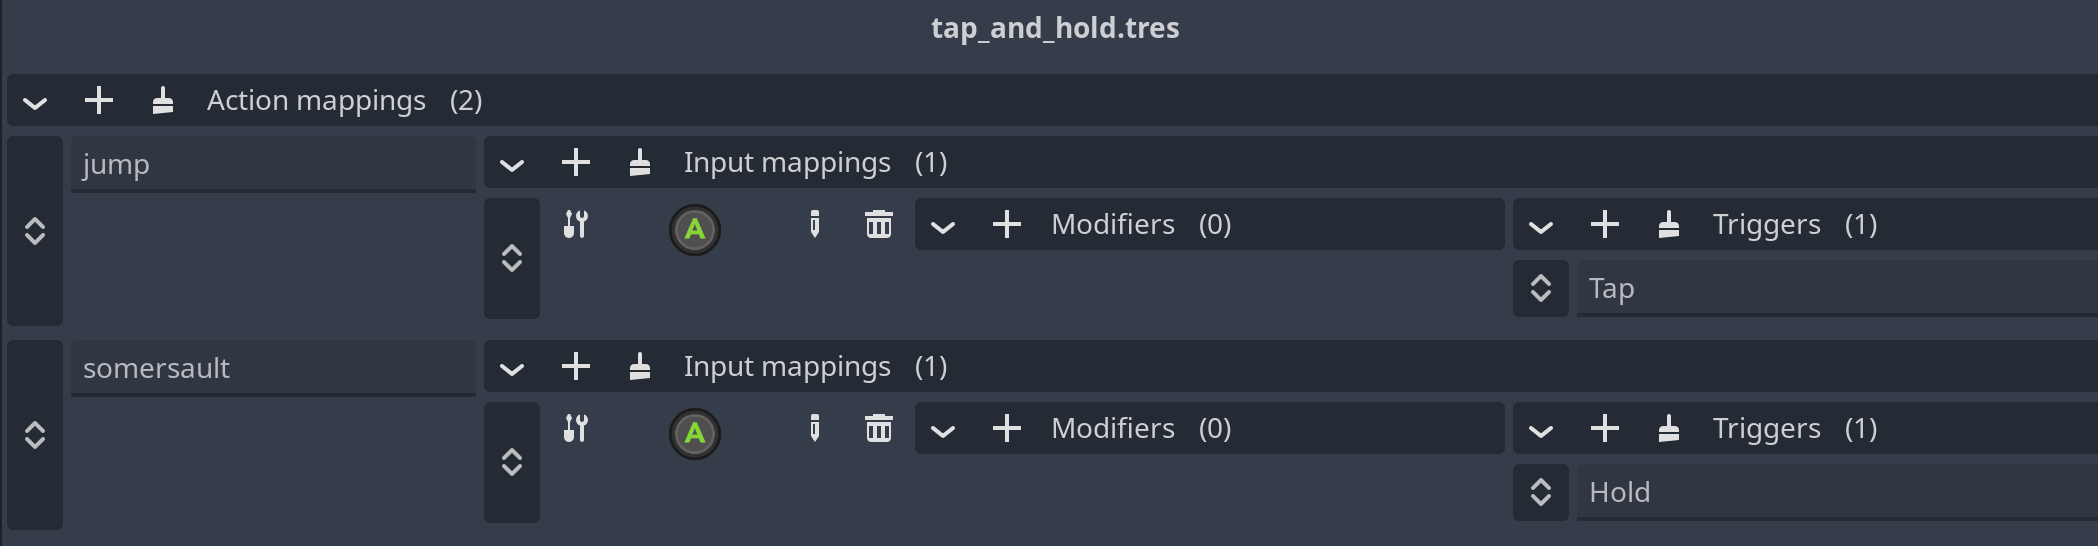 tap_and_hold.tres
Action mappings (2)
jump
Input mappings (1)
A
Modifiers (0)
Triggers (1)
Tap
somersault
Input mappings (1)
A
Modifiers (0)
Triggers (1)
Hold